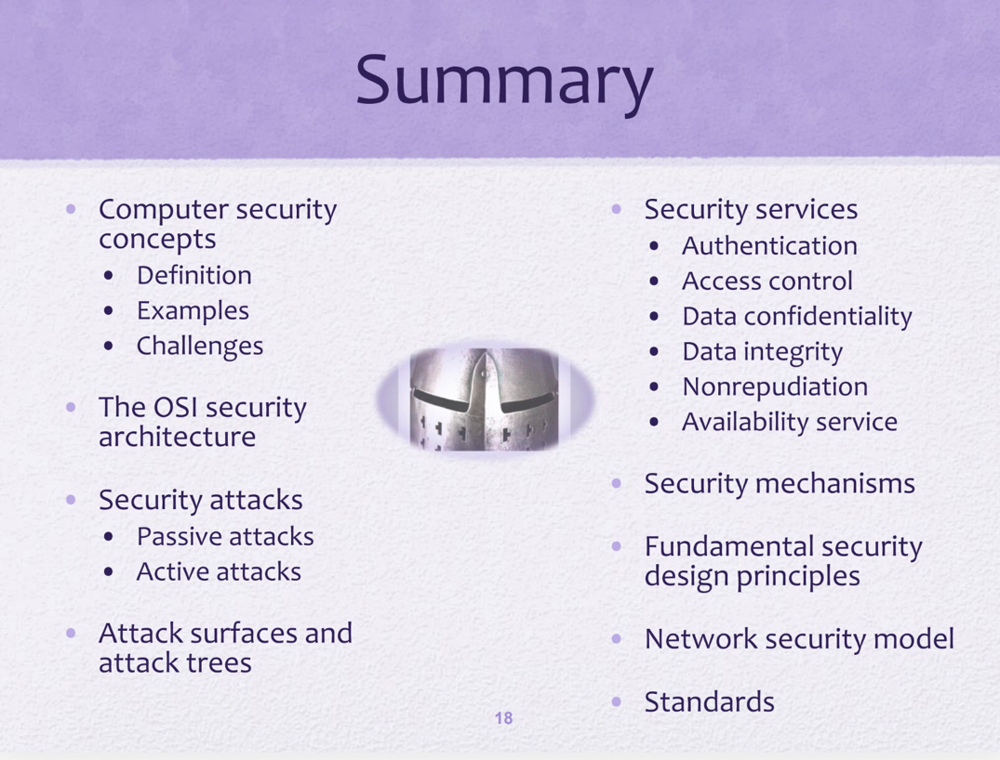 Summary
Computer security
concepts
Definition
Examples
Challenges
The OSI security
architecture
Security attacks
Passive attacks
Active attacks
Attack surfaces and
attack trees
Security services
Authentication
Access control
Data confidentiality
Data integrity
Nonrepudiation
Availability service
Security mechanisms
Fundamental security
design principles
Network security model
Standards
18